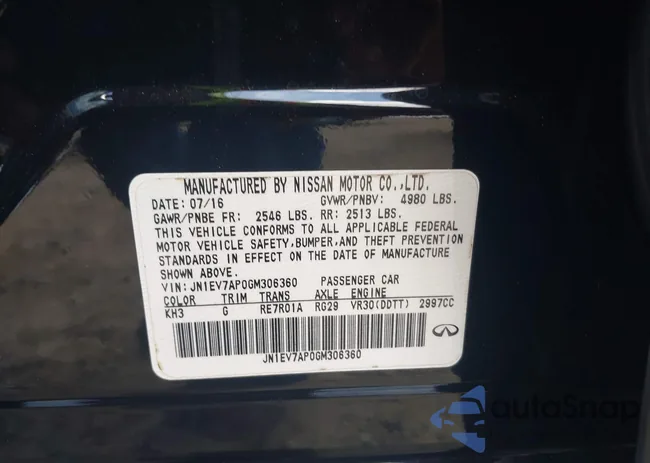 MANUFACTURED BY NISSAN MOTOR CO.,LTD.
DATE: 07/16 GVWR/PNBV: 4980 LBS.
GAWR/PNBE FR: 2546 LBS. RR: 2513 LBS.
THIS VEHICLE CONFORMS TO ALL APPLICABLE FEDERAL
MOTOR VEHICLE SAFETY,BUMPER,AND THEFT PREVENTION
STANDARDS IN EFFECT ON THE DATE OF MANUFACTURE
SHOWN ABOVE.
VIN: JN1EV7AP0GM306360 PASSENGER CAR
COLOR TRIM TRANS AXLE ENGINE
KH3 G RE7R01A RG29 VR30(DDTT) 2997CC
JN1EV7AP0GM306360
autoSnap